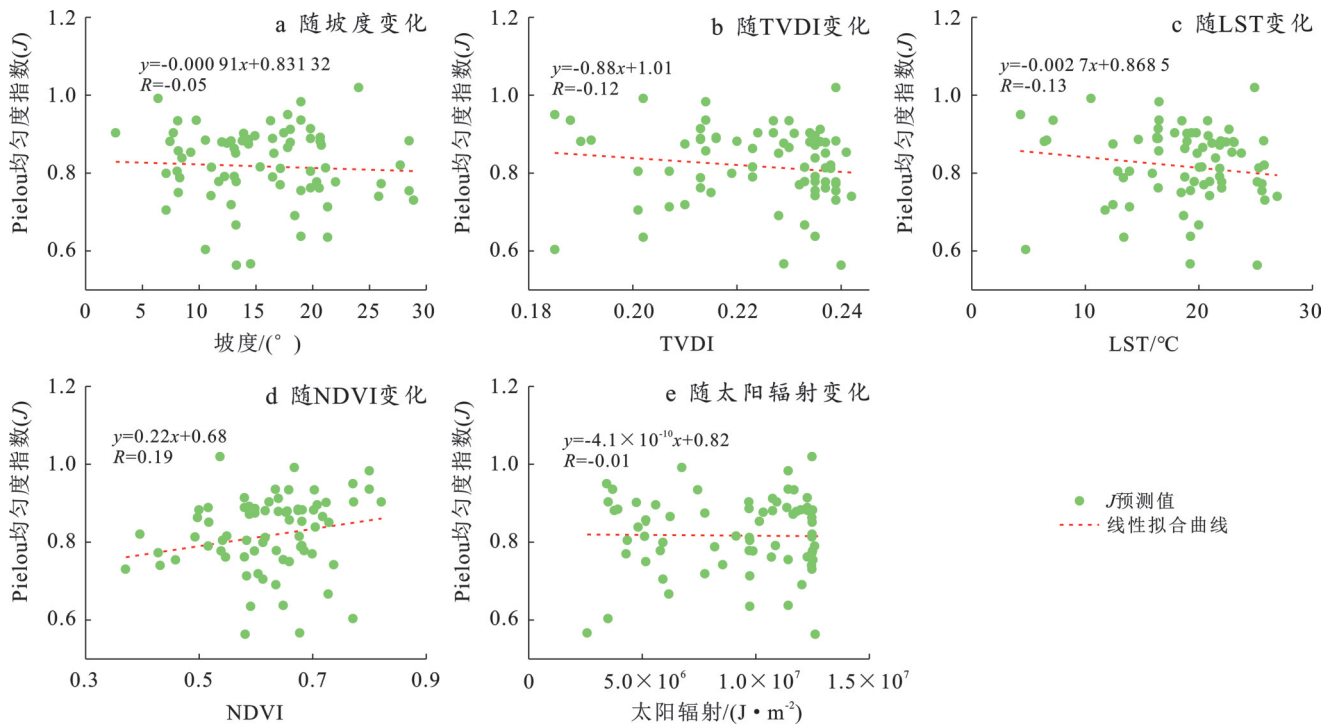 a 随坡度变化
y=-0.000 91x+0.831 32
R=-0.05
Pielou均匀度指数(J)
1.2
1.0
0.8
0.6
0
5
10
15
20
25
30
坡度/(°)
b 随TVDI变化
y=-0.88x+1.01
R=-0.12
Pielou均匀度指数(J)
1.2
1.0
0.8
0.6
0.18
0.20
0.22
0.24
TVDI
c 随LST变化
y=-0.002 7x+0.868 5
R=-0.13
Pielou均匀度指数(J)
1.2
1.0
0.8
0.6
0
10
20
30
LST/℃
d 随NDVI变化
y=0.22x+0.68
R=0.19
Pielou均匀度指数(J)
1.2
1.0
0.8
0.6
0.3
0.5
0.7
0.9
NDVI
e 随太阳辐射变化
y=-4.1×10⁻¹⁰x+0.82
R=-0.01
Pielou均匀度指数(J)
1.2
1.0
0.8
0.6
0
5.0×10⁶
1.0×10⁷
1.5×10⁷
太阳辐射/(J·m⁻²)
J预测值
线性拟合曲线